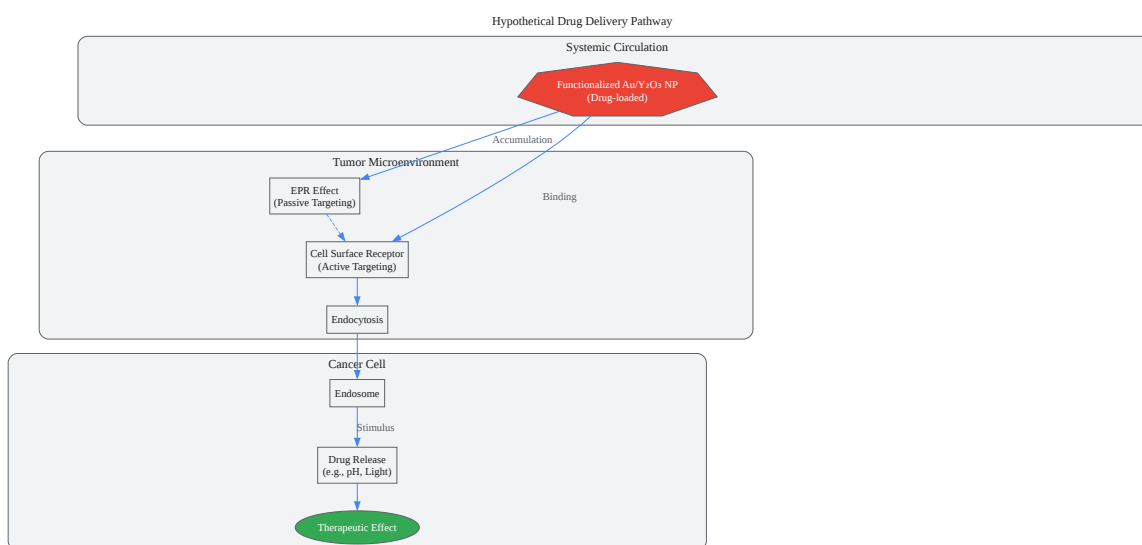 Hypothetical Drug Delivery Pathway
Systemic Circulation
Functionalized Au/Y₂O₃ NP
(Drug-loaded)
Accumulation
Tumor Microenvironment
EPR Effect
(Passive Targeting)
Binding
Cell Surface Receptor
(Active Targeting)
Endocytosis
Cancer Cell
Endosome
Stimulus
Drug Release
(e.g., pH, Light)
Therapeutic Effect